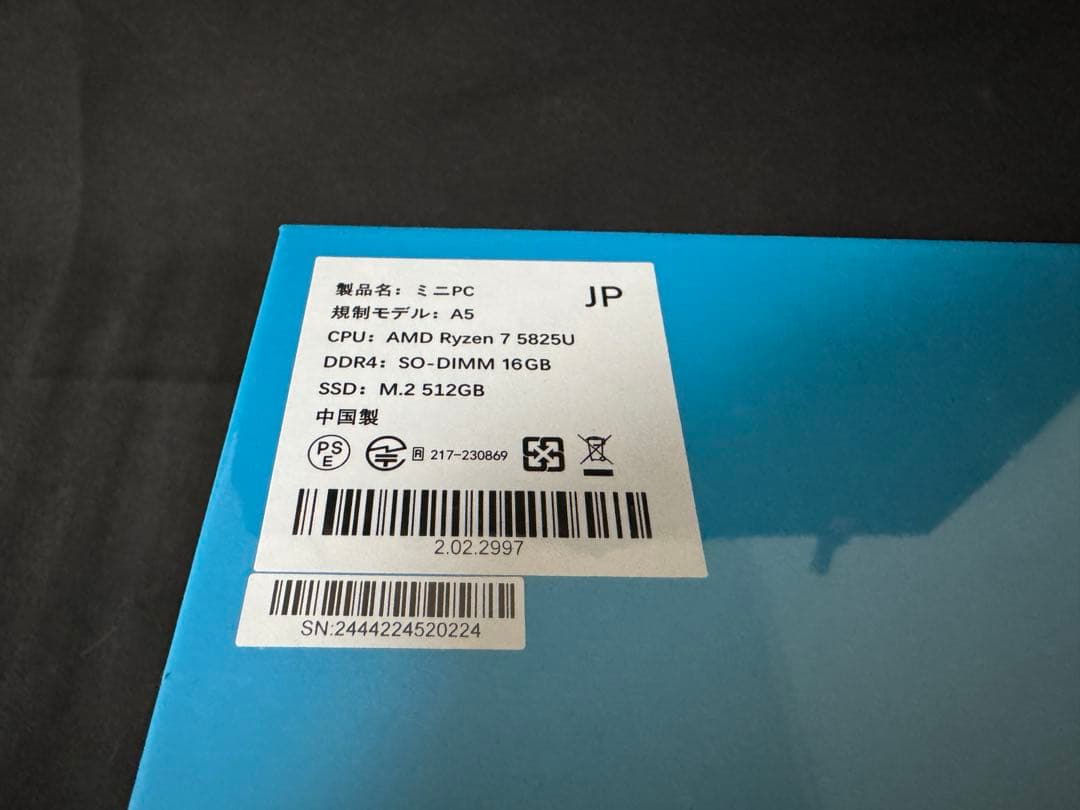 製品名：ミニPC
JP
規制モデル：A5
CPU：AMD Ryzen 7 5825U
DDR4：SO-DIMM 16GB
SSD：M.2 512GB
中国製
PSE R 217-230869
2.02.2997
SN:2444224520224